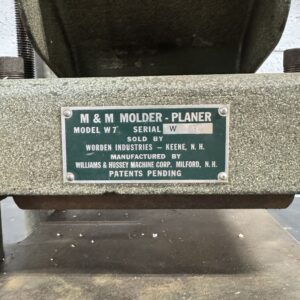 M & M MOLDER - PLANER
MODEL W7 SERIAL W
SOLD BY
WORDEN INDUSTRIES - KEENE, N. H.
MANUFACTURED BY
WILLIAMS & HUSSEY MACHINE CORP. MILFORD, N. H.
PATENTS PENDING